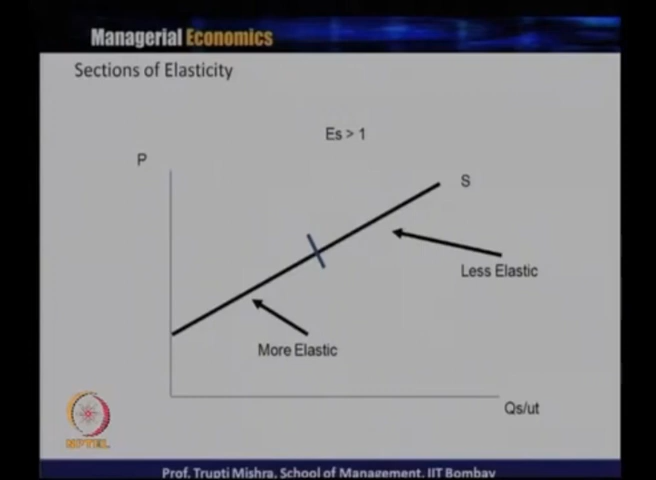 Managerial Economics
Sections of Elasticity
Es > 1
P
S
Less Elastic
More Elastic
Qs/ut
NPTEL
Prof. Trupti Mishra, School of Management, IIT Bombay